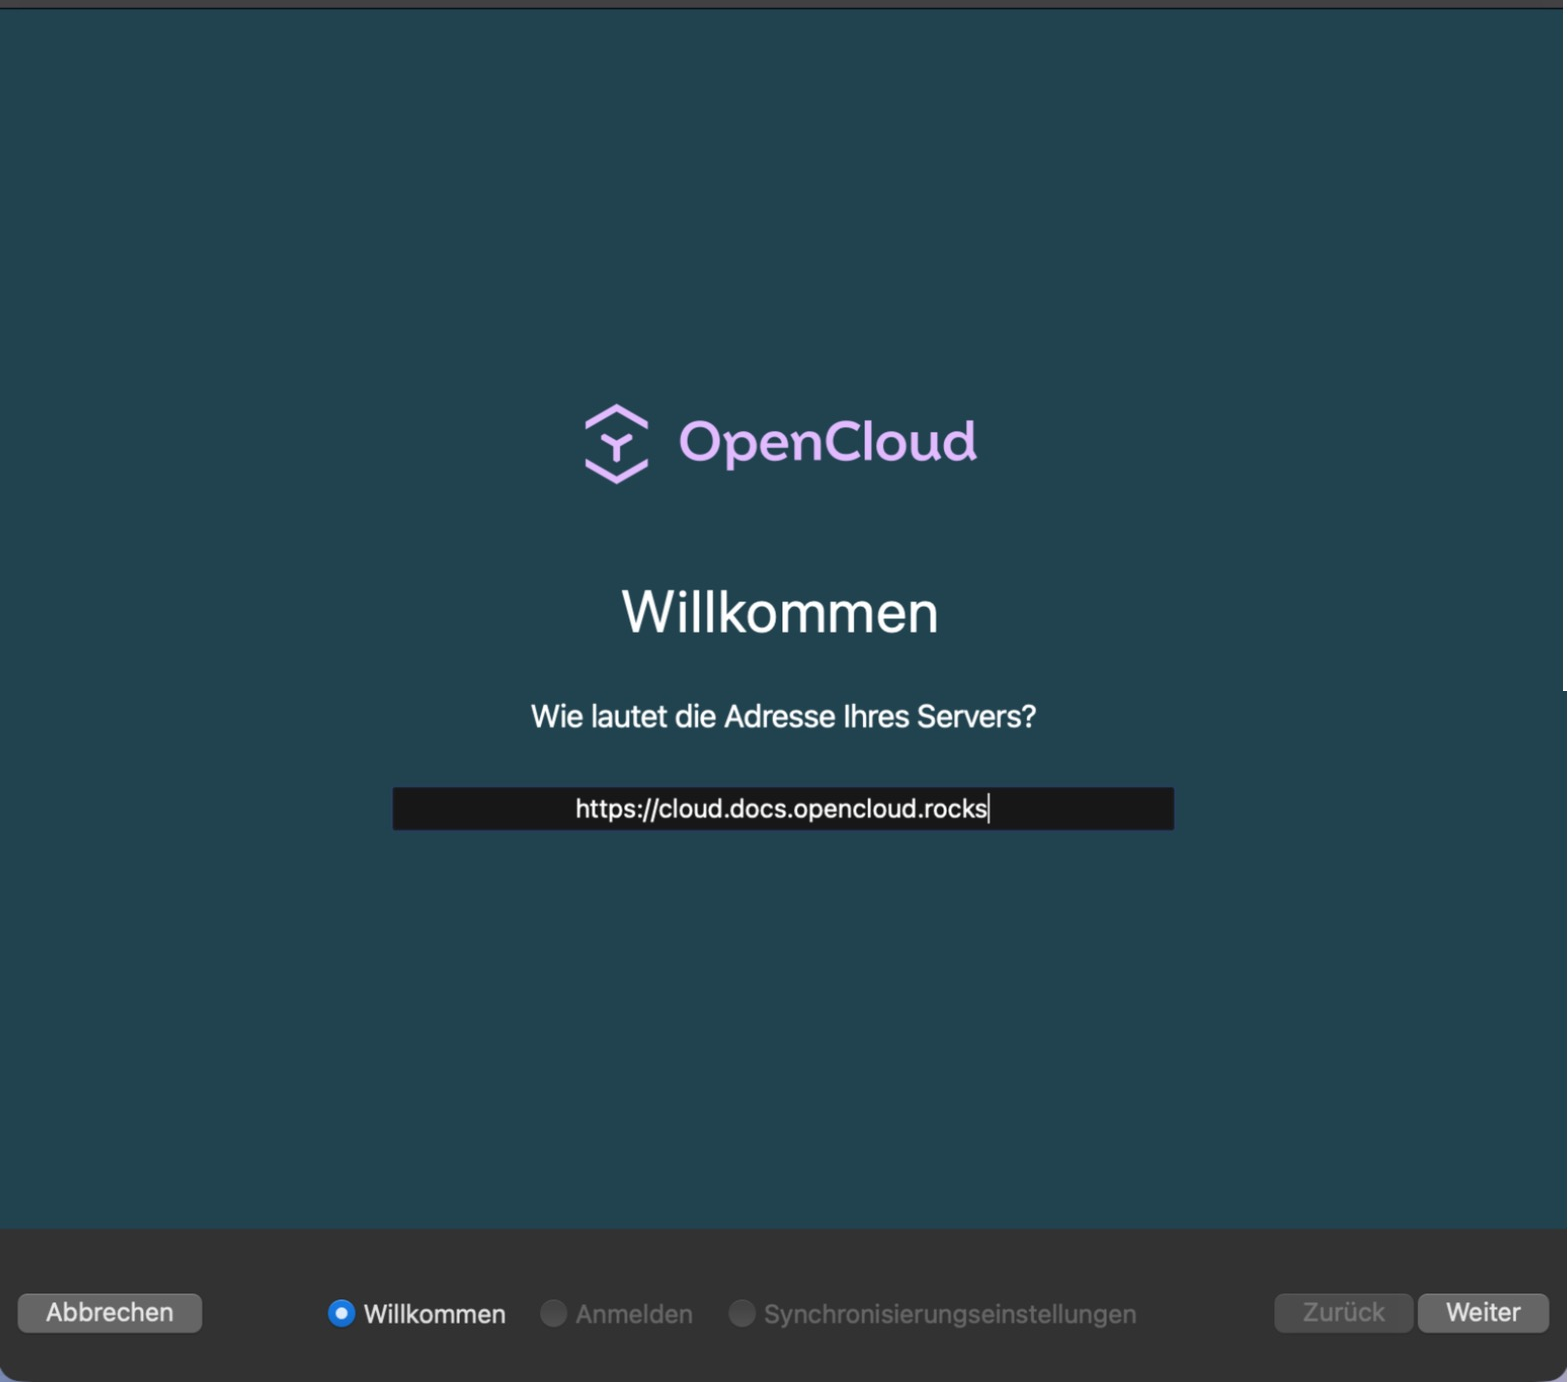 OpenCloud
Willkommen
Wie lautet die Adresse Ihres Servers?
https://cloud.docs.opencloud.rocks
Abbrechen
Willkommen
Anmelden
Synchronisierungseinstellungen
Zurück
Weiter